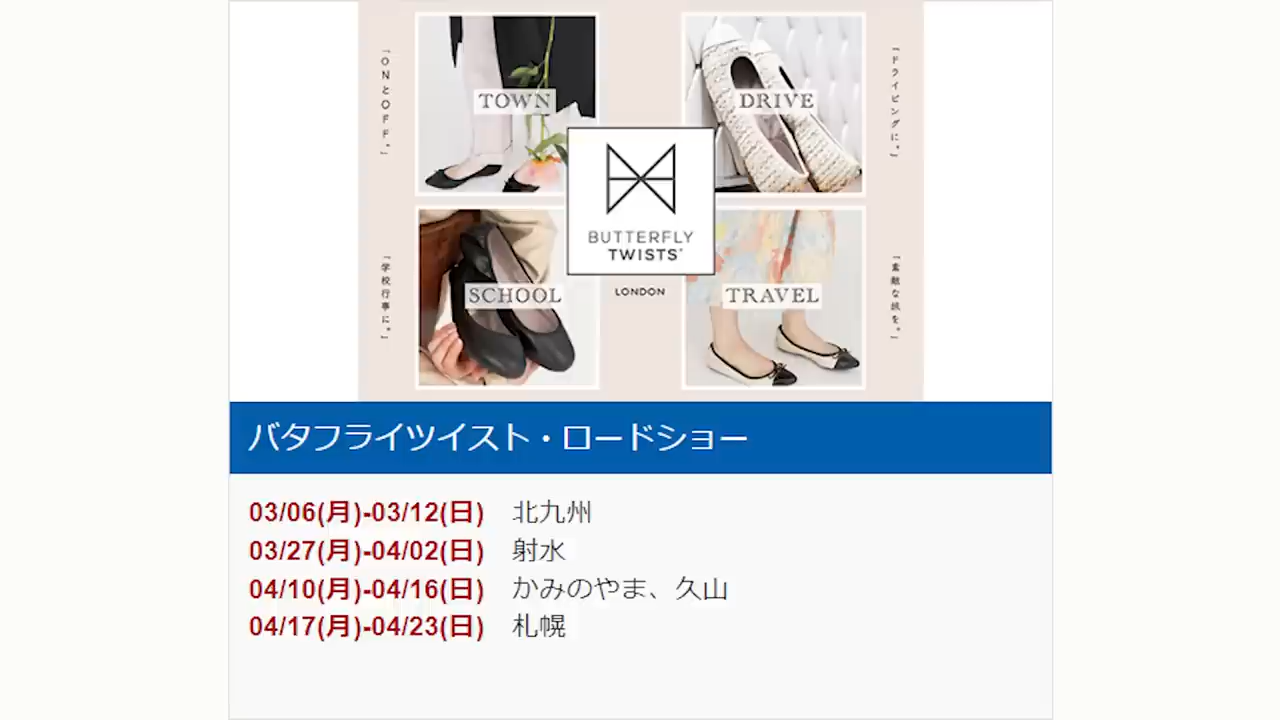 「ONとOFF。」
TOWN
DRIVE
「ドライビングに。」
BUTTERFLY
TWISTS
LONDON
「学校行事に。」
SCHOOL
TRAVEL
「素敵な旅を。」
バタフライツイスト・ロードショー
03/06(月)-03/12(日) 北九州
03/27(月)-04/02(日) 射水
04/10(月)-04/16(日) かみのやま、久山
04/17(月)-04/23(日) 札幌